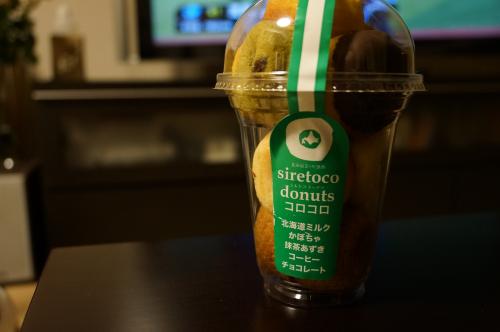 siretoco
donuts
コロコロ
北海道ミルク
かぼちゃ
抹茶あずき
コーヒー
チョコレート